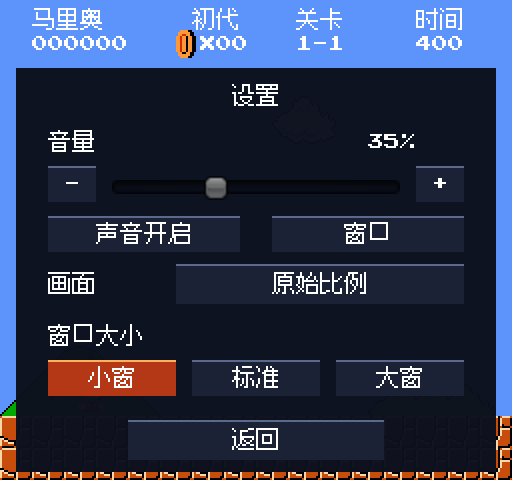 马里奥 初代 关卡 时间
000000 ×00 1-1 400
设置
音量 35%
- +
声音开启 窗口
画面 原始比例
窗口大小
小窗 标准 大窗
返回